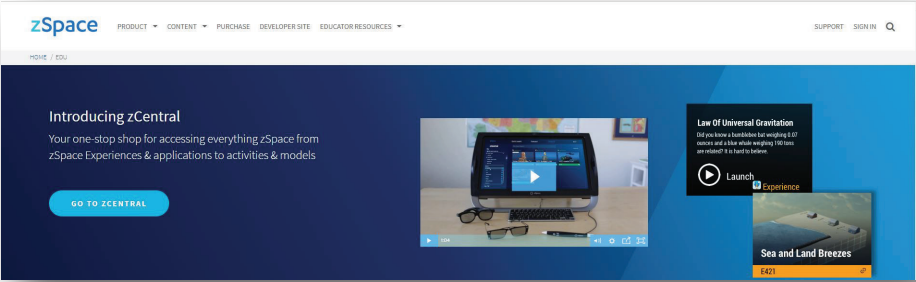 zSpace
PRODUCT CONTENT PURCHASE DEVELOPER SITE EDUCATOR RESOURCES
SUPPORT SIGN IN
HOME / EDU
Introducing zCentral
Your one-stop shop for accessing everything zSpace from
zSpace Experiences & applications to activities & models
GO TO ZCENTRAL
Law Of Universal Gravitation
Did you know a bumblebee bat weighing 0.07
ounces and a blue whale weighing 190 tons
are related? It is hard to believe.
Launch
Experience
Sea and Land Breezes
E421